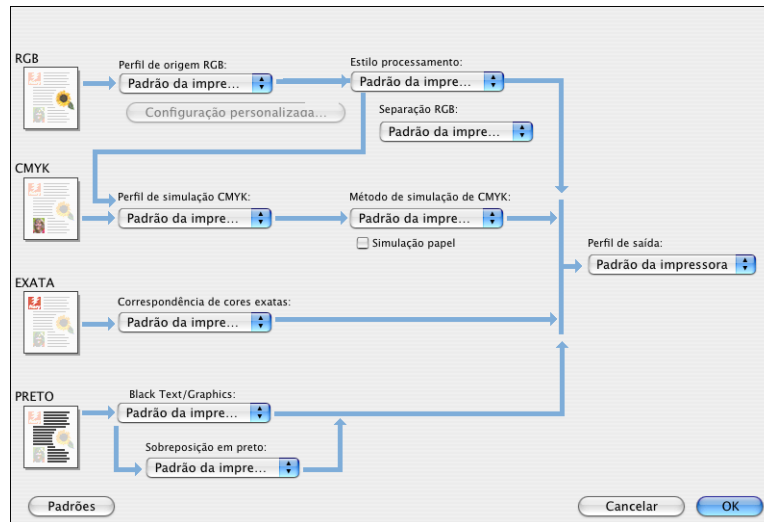 RGB
Perfil de origem RGB:
Padrão da impre...
Configuração personalizada...
Estilo processamento:
Padrão da impre...
Separação RGB:
Padrão da impre...
CMYK
Perfil de simulação CMYK:
Padrão da impre...
Método de simulação de CMYK:
Padrão da impre...
Simulação papel
Perfil de saída:
Padrão da impressora
EXATA
Correspondência de cores exatas:
Padrão da impre...
PRETO
Black Text/Graphics:
Padrão da impre...
Sobreposição em preto:
Padrão da impre...
Padrões
Cancelar
OK